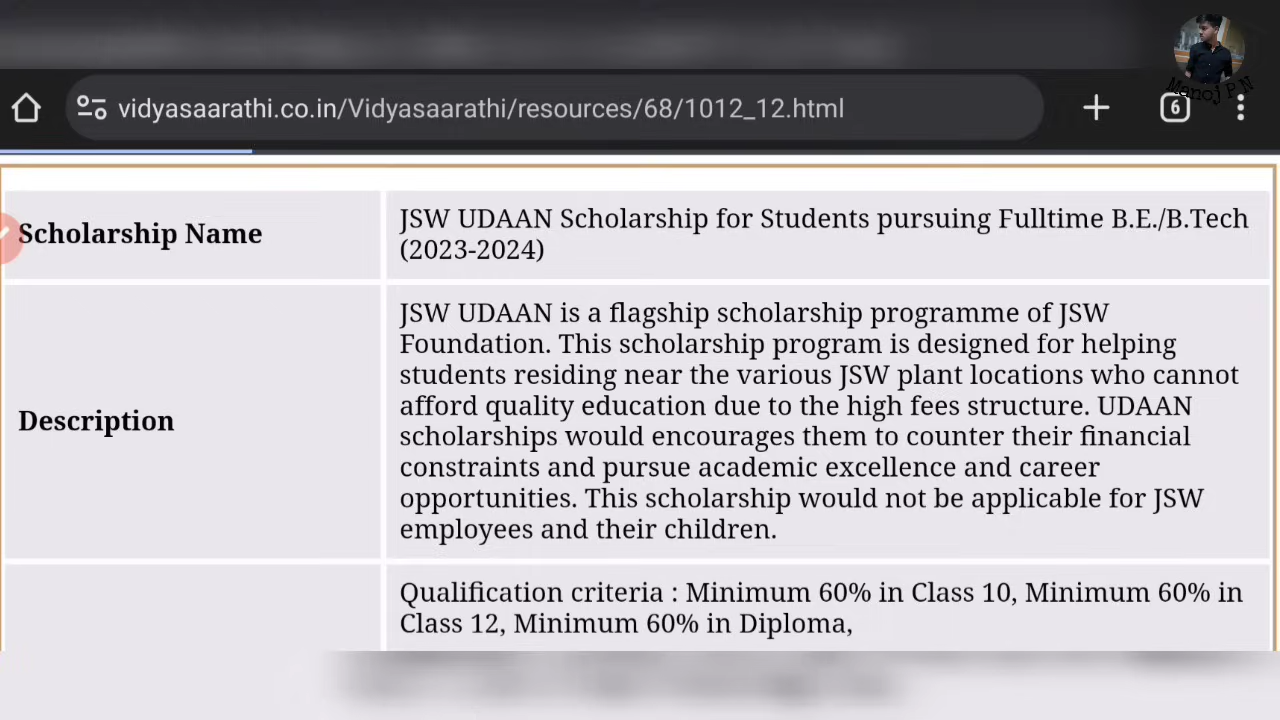 Manoj P N
vidyasaarathi.co.in/Vidyasaarathi/resources/68/1012_12.html
6
Scholarship Name
JSW UDAAN Scholarship for Students pursuing Fulltime B.E./B.Tech
(2023-2024)
Description
JSW UDAAN is a flagship scholarship programme of JSW
Foundation. This scholarship program is designed for helping
students residing near the various JSW plant locations who cannot
afford quality education due to the high fees structure. UDAAN
scholarships would encourages them to counter their financial
constraints and pursue academic excellence and career
opportunities. This scholarship would not be applicable for JSW
employees and their children.
Qualification criteria : Minimum 60% in Class 10, Minimum 60% in
Class 12, Minimum 60% in Diploma,